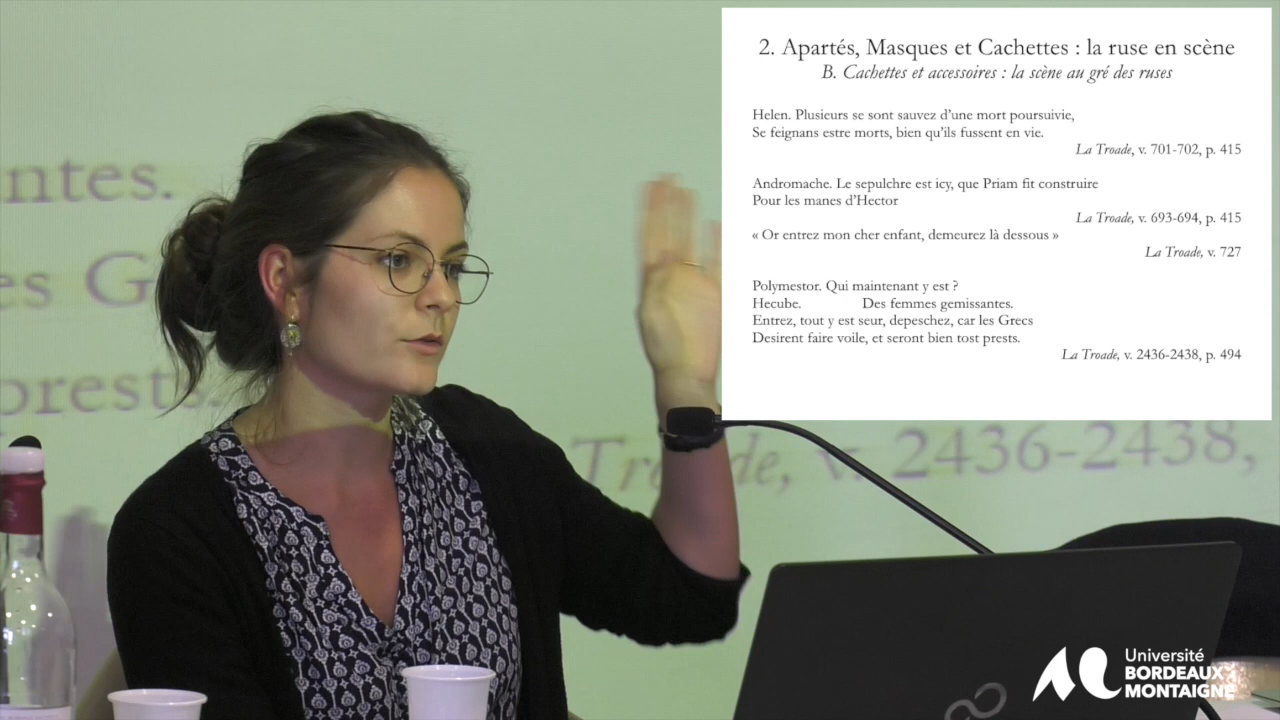 2. Apartés, Masques et Cachettes : la ruse en scène
B. Cachettes et accessoires : la scène au gré des ruses
Helen. Plusieurs se sont sauvez d'une mort poursuivie,
Se feignans estre morts, bien qu'ils fussent en vie.
La Troade, v. 701-702, p. 415
Andromache. Le sepulchre est icy, que Priam fit construire
Pour les manes d'Hector
La Troade, v. 693-694, p. 415
« Or entrez mon cher enfant, demeurez là dessous »
La Troade, v. 727
Polymestor. Qui maintenant y est ?
Hecube. Des femmes gemissantes.
Entrez, tout y est seur, depeschez, car les Grecs
Desirent faire voile, et seront bien tost prests.
La Troade, v. 2436-2438, p. 494
ntes.
es G
prests.
Troade, v. 2436-2438,
Université
BORDEAUX
MONTAIGNE